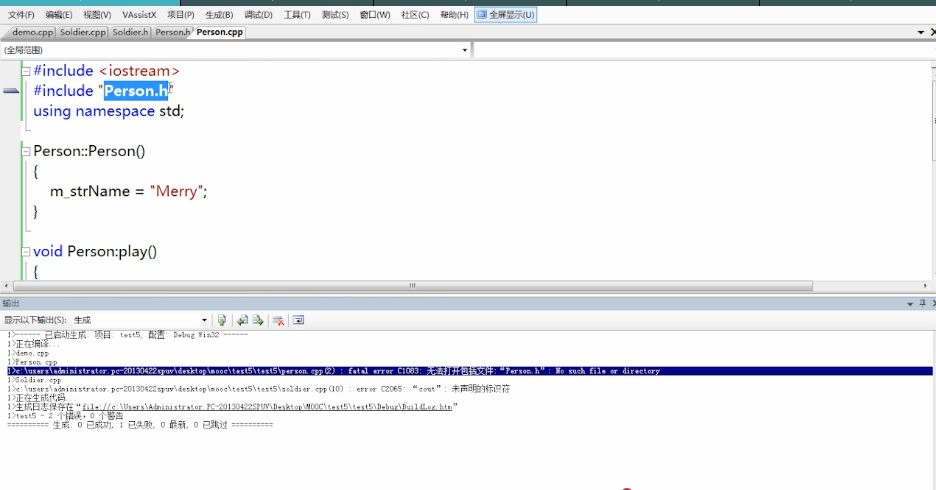 文件(F) 编辑(E) 视图(V) VAssistX 项目(P) 生成(B) 调试(D) 工具(T) 测试(S) 窗口(W) 社区(C) 帮助(H) 全屏显示(U)
demo.cpp Soldier.cpp Soldier.h Person.h Person.cpp
(全局范围)
#include <iostream>
#include "Person.h"
using namespace std;
Person::Person()
{
m_strName = "Merry";
}
void Person:play()
{
输出
显示以下输出(S): 生成
1>------ 已启动生成: 项目: test5, 配置: Debug Win32 ------
1>正在编译...
1>demo.cpp
1>Person.cpp
1>c:\users\administrator.pc-20130422spuv\desktop\mooc\test5\test5\person.cpp(2) : fatal error C1083: 无法打开包括文件:“Person.h”: No such file or directory
1>Soldier.cpp
1>c:\users\administrator.pc-20130422spuv\desktop\mooc\test5\test5\soldier.cpp(10) : error C2065: “cout”: 未声明的标识符
1>正在生成代码...
1>生成日志保存在“file://c:\Users\Administrator.PC-20130422SPUV\Desktop\MOOC\test5\test5\Debug\BuildLog.htm”
1>test5 - 2 个错误，0 个警告
========== 生成: 0 已成功, 1 已失败, 0 最新, 0 已跳过 ==========